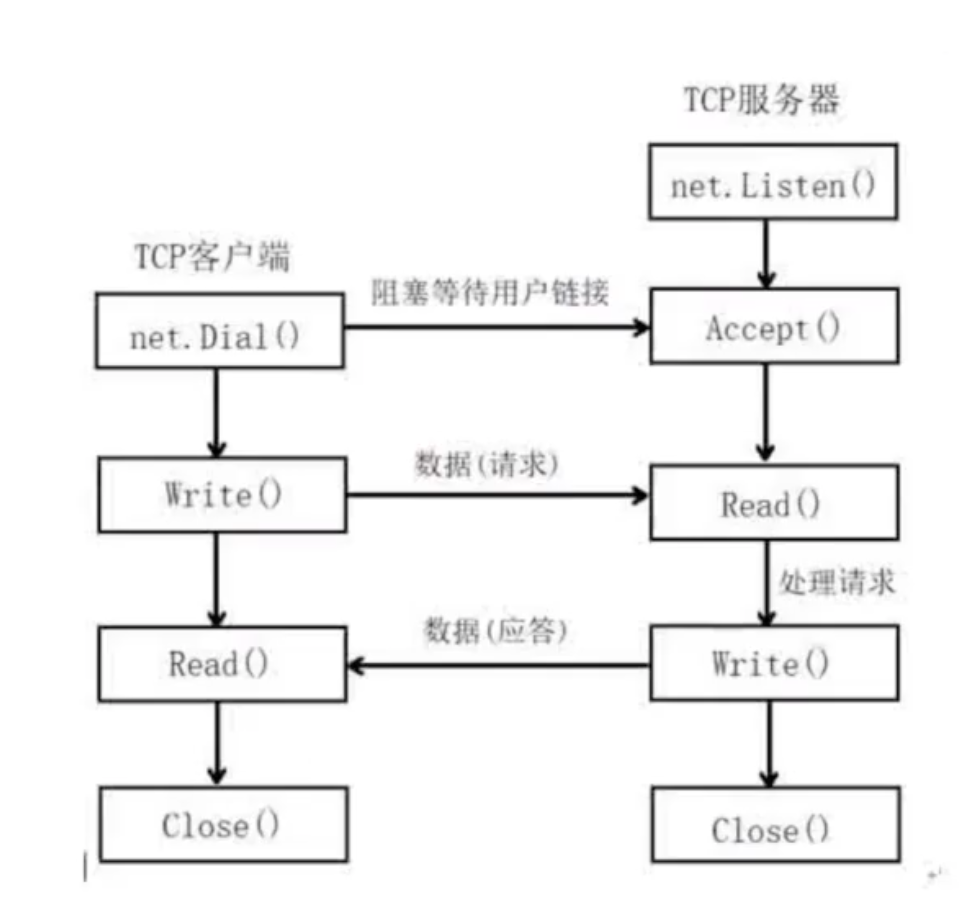 TCP服务器
net.Listen()
TCP客户端
阻塞等待用户链接
net.Dial()
Accept()
数据(请求)
Write()
Read()
处理请求
数据(应答)
Read()
Write()
Close()
Close()